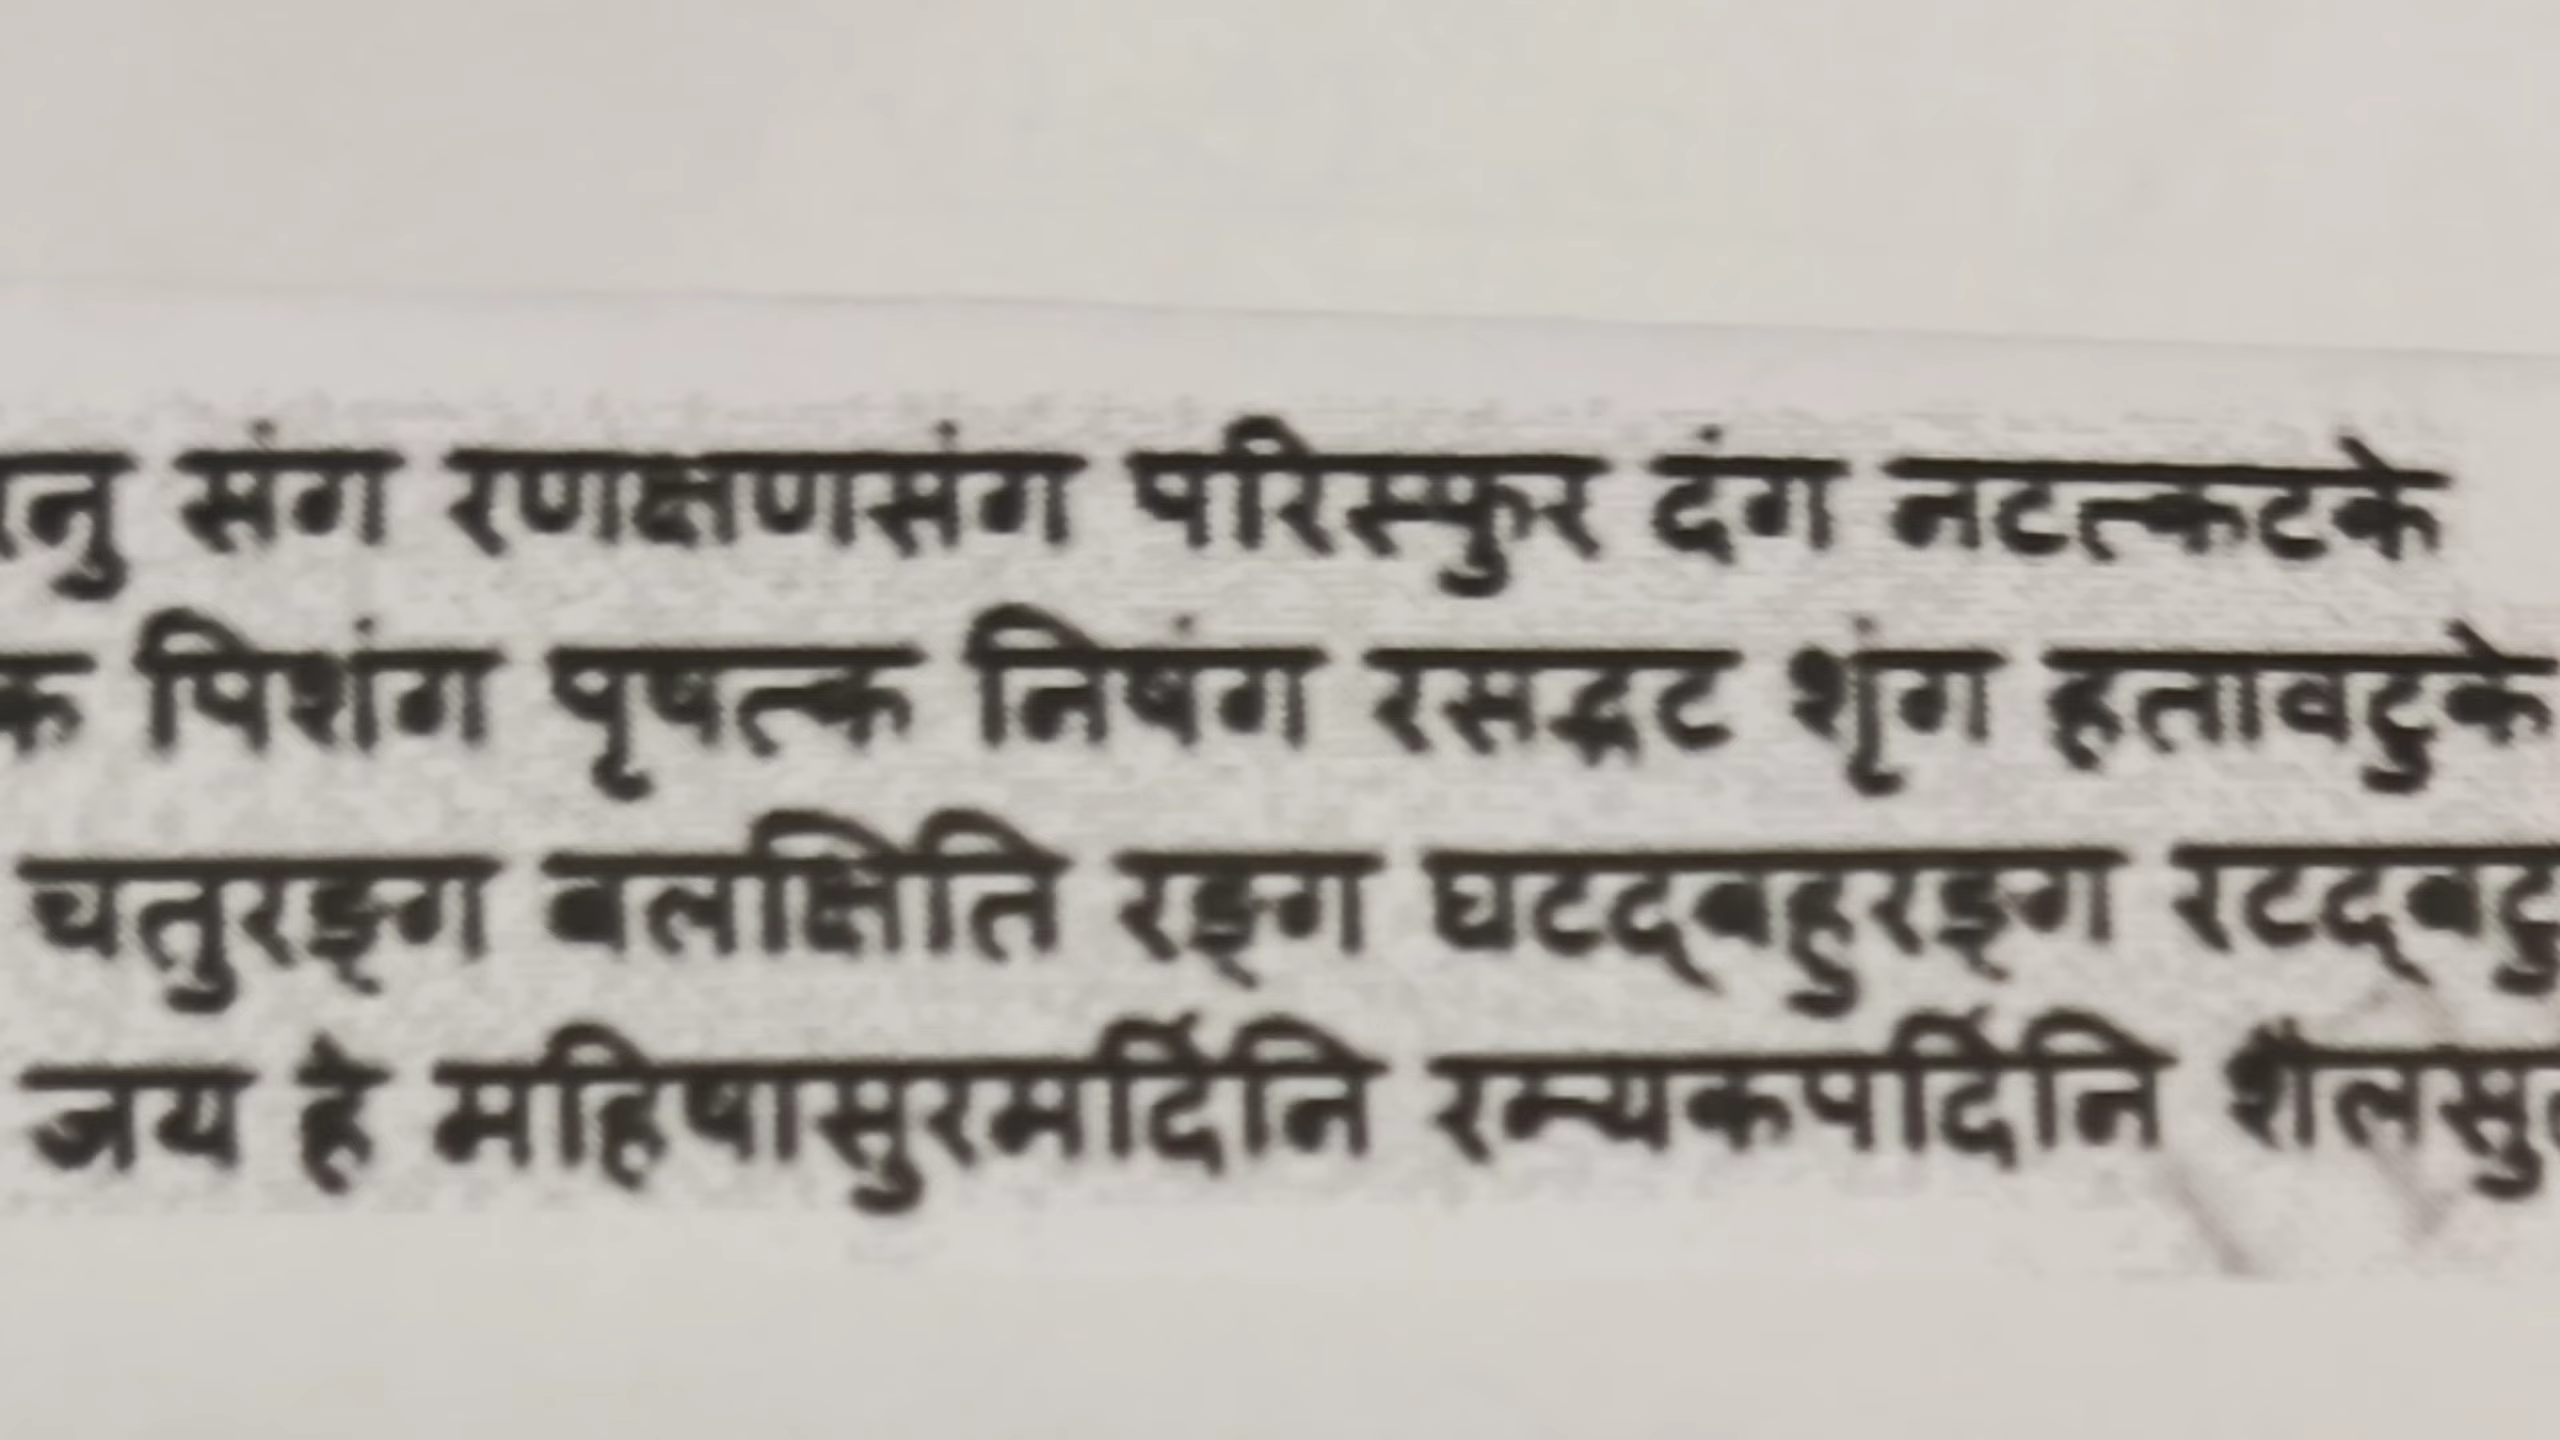 संग रणक्षणसंग परिस्फुर दंग नटत्कटके
पिशंग पृषत्क निषंग रसद्भट शृंग हतावटुके
चतुरङ्ग बलक्षिति रङ्ग घटद्बहुरङ्ग
जय हे महिषासुरमर्दिनि रम्यकपर्दिनि